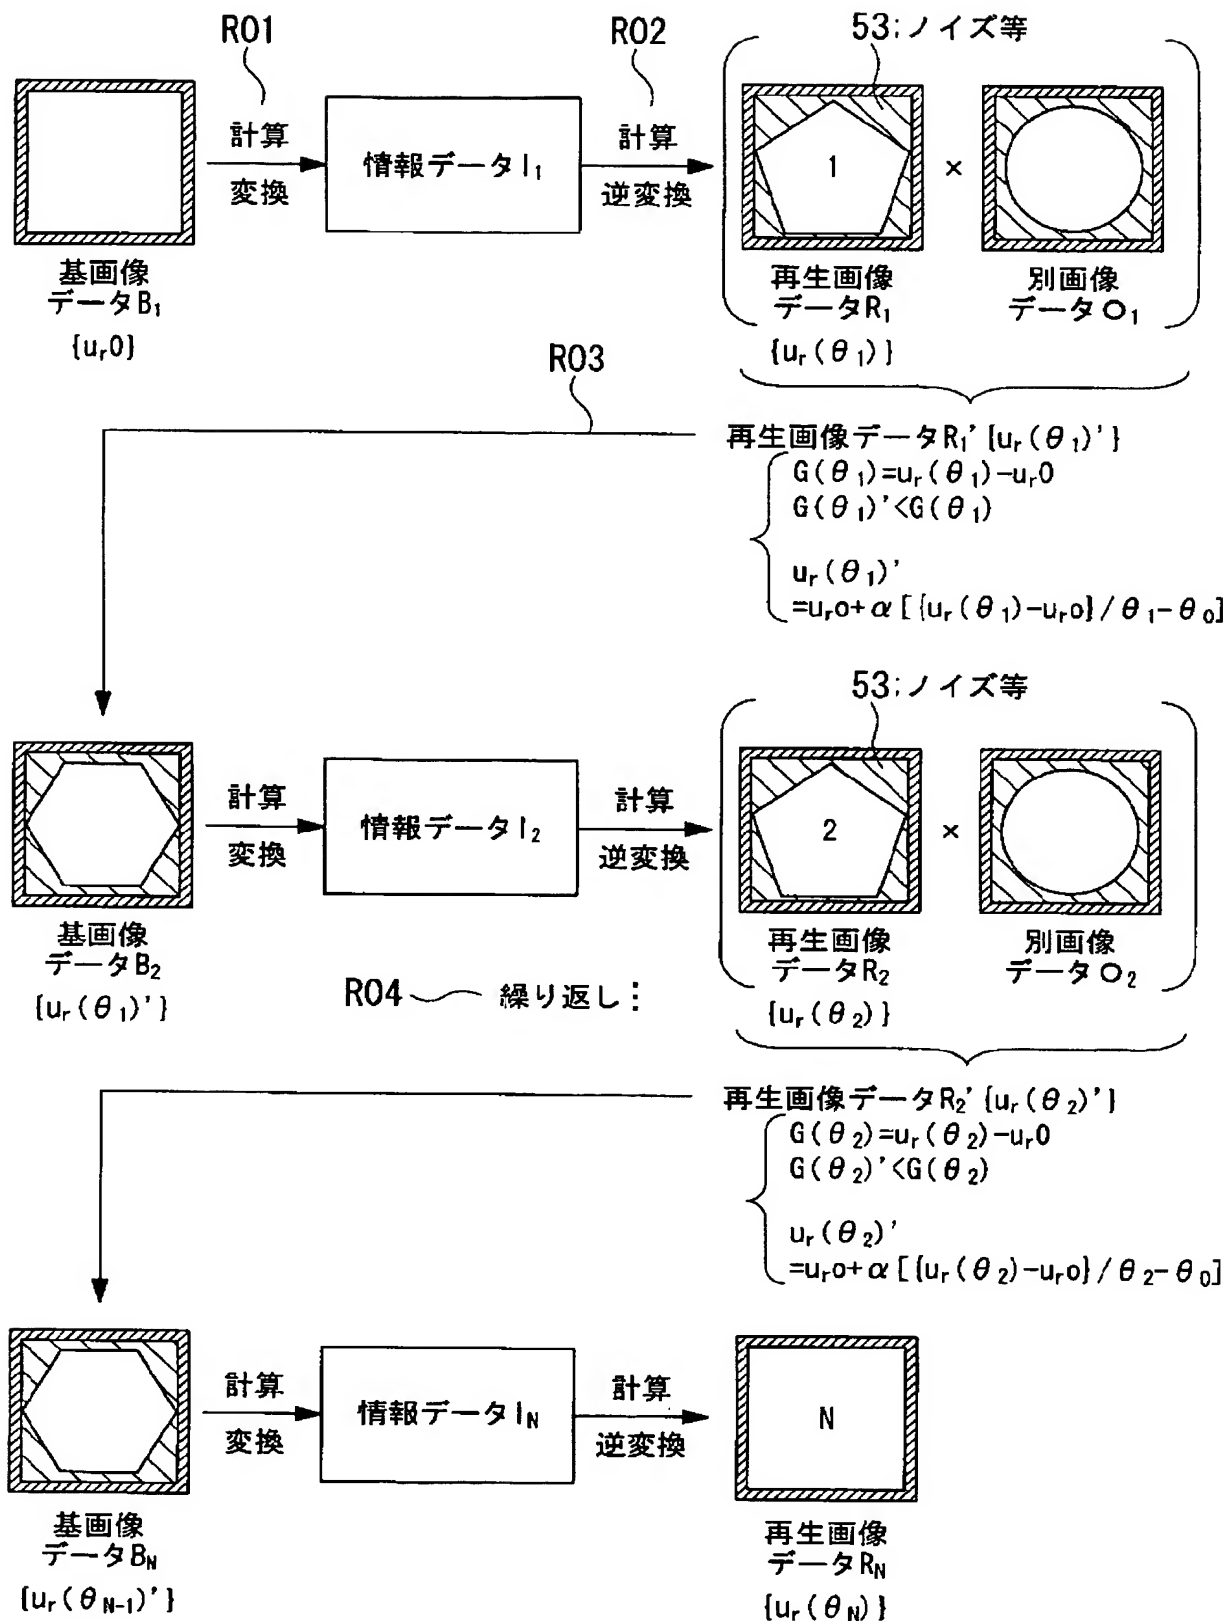 R01
R02
53:ノイズ等
計算
変換
情報データI₁
計算
逆変換
1
×
基画像
データB₁
{uᵣ0}
再生画像
データR₁
{uᵣ(θ₁)}
別画像
データO₁
R03
再生画像データR₁'{uᵣ(θ₁)'}
G(θ₁)=uᵣ(θ₁)-uᵣ0
G(θ₁)'<G(θ₁)
uᵣ(θ₁)'
=uᵣo+α[{uᵣ(θ₁)-uᵣo}/θ₁-θ₀]
53:ノイズ等
計算
変換
情報データI₂
計算
逆変換
2
×
基画像
データB₂
{uᵣ(θ₁)'}
再生画像
データR₂
{uᵣ(θ₂)}
別画像
データO₂
R04 繰り返し⋮
再生画像データR₂'{uᵣ(θ₂)'}
G(θ₂)=uᵣ(θ₂)-uᵣ0
G(θ₂)'<G(θ₂)
uᵣ(θ₂)'
=uᵣo+α[{uᵣ(θ₂)-uᵣo}/θ₂-θ₀]
計算
変換
情報データI_N
計算
逆変換
N
基画像
データB_N
{uᵣ(θ_N-1)'}
再生画像
データR_N
{uᵣ(θ_N)}